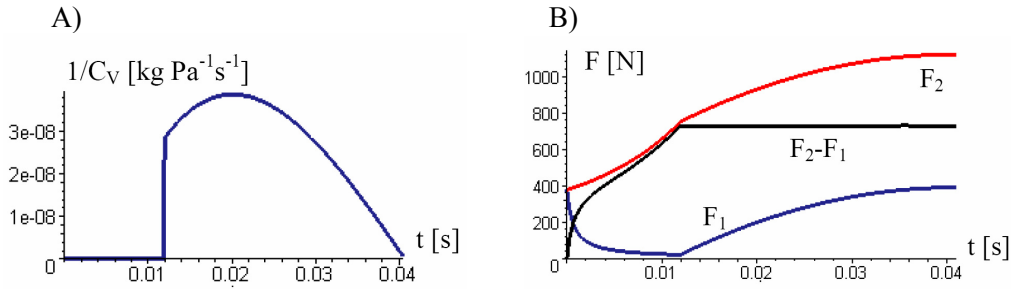 A)
1/C_V [kg Pa^-1 s^-1]
3e-08
2e-08
1e-08
0
0.01
0.02
0.03
0.04
t [s]
B)
F [N]
1000
800
600
400
200
0
0.01
0.02
0.03
0.04
F_2
F_2-F_1
F_1
t [s]